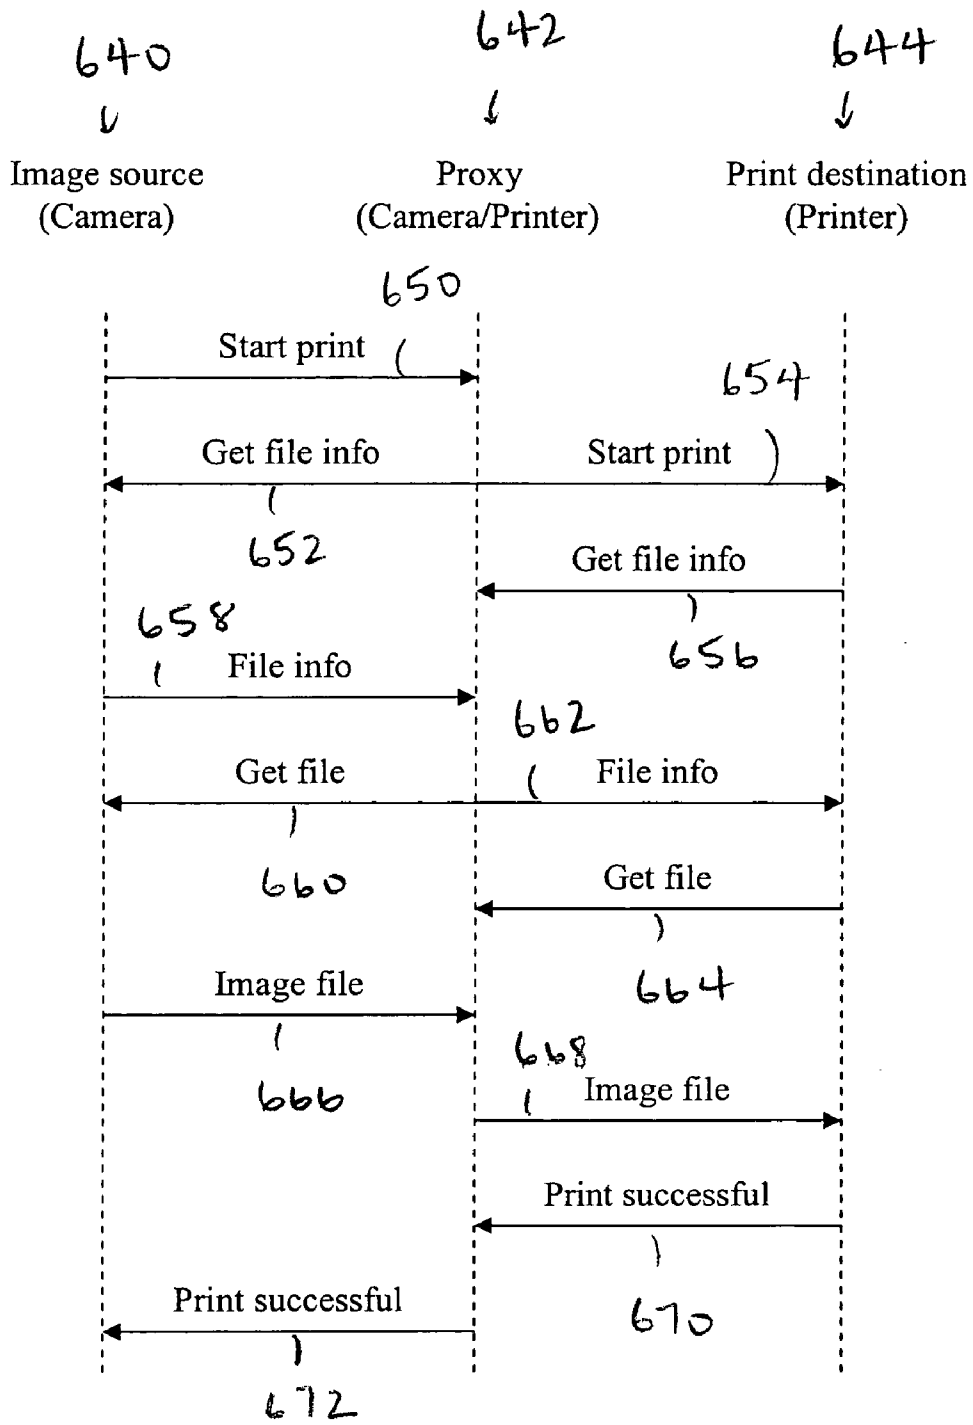 640
642
644
Image source
(Camera)
Proxy
(Camera/Printer)
Print destination
(Printer)
650
Start print
654
Get file info
Start print
652
Get file info
658
656
File info
662
Get file
File info
660
Get file
664
Image file
668
666
Image file
Print successful
670
Print successful
672